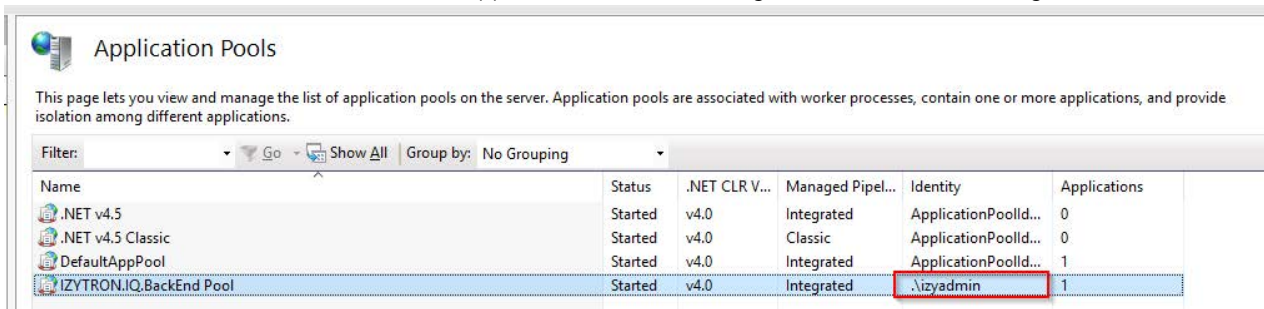 Application Pools
This page lets you view and manage the list of application pools on the server. Application pools are associated with worker processes, contain one or more applications, and provide
isolation among different applications.
Filter: Go Show All Group by: No Grouping
Name Status .NET CLR V... Managed Pipel... Identity Applications
.NET v4.5 Started v4.0 Integrated ApplicationPoolId... 0
.NET v4.5 Classic Started v4.0 Classic ApplicationPoolId... 0
DefaultAppPool Started v4.0 Integrated ApplicationPoolId... 1
IZYTRON.IQ.BackEnd Pool Started v4.0 Integrated .\izyadmin 1